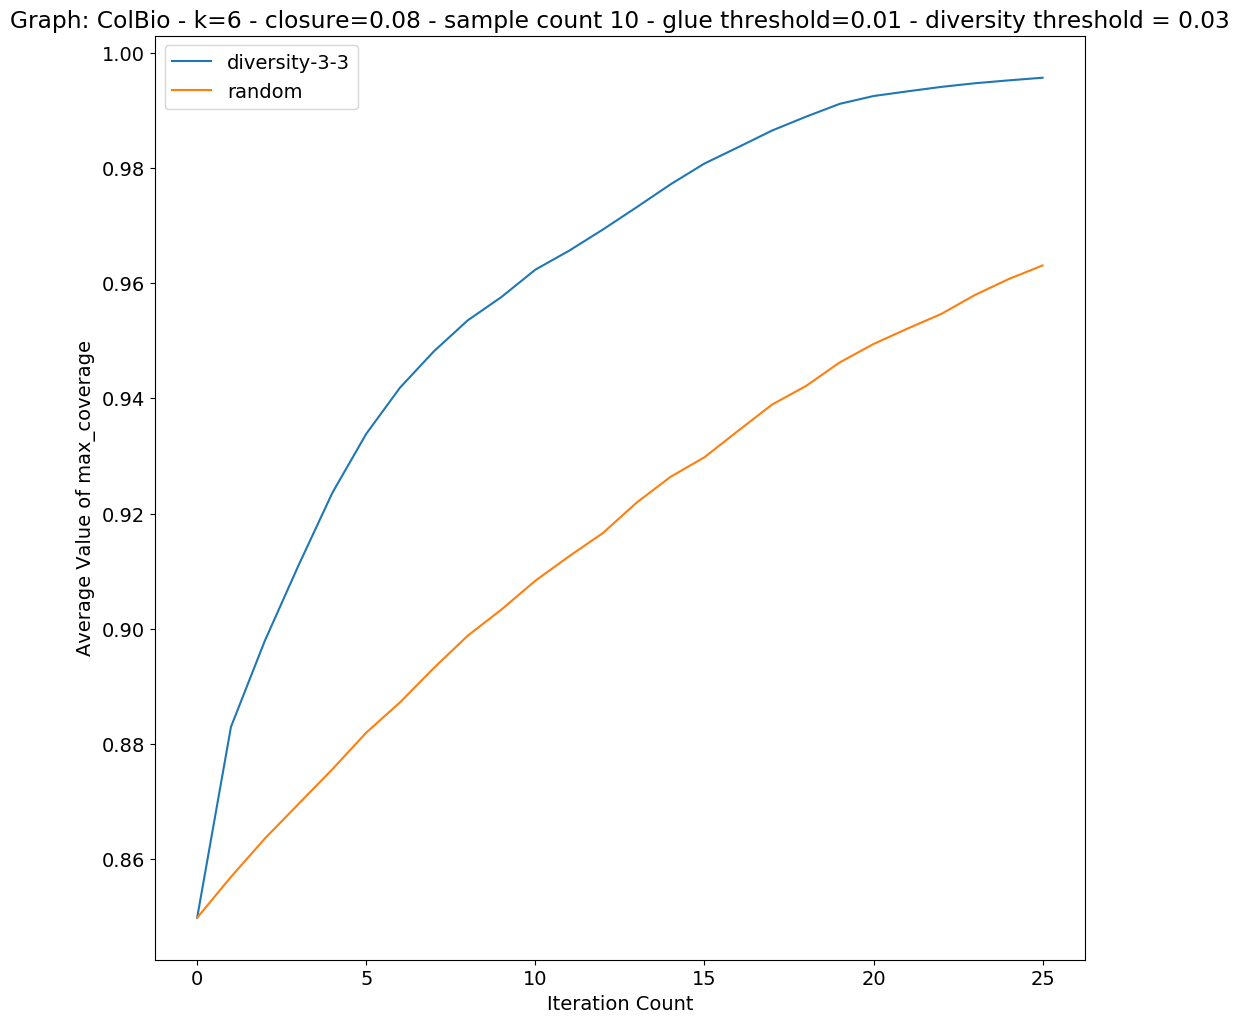 Graph: ColBio - k=6 - closure=0.08 - sample count 10 - glue threshold=0.01 - diversity threshold = 0.03
diversity-3-3
random
1.00
0.98
0.96
0.94
0.92
0.90
0.88
0.86
Average Value of max_coverage
0 5 10 15 20 25
Iteration Count